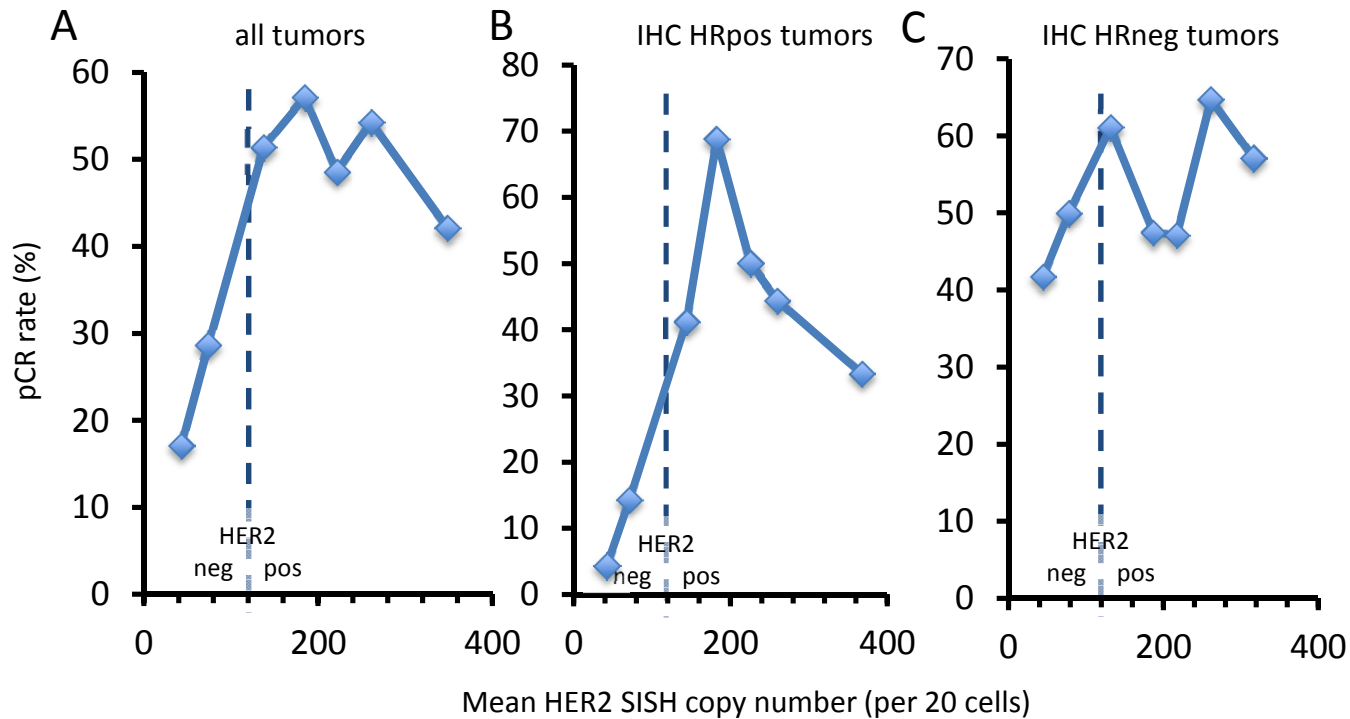 A
all tumors
60
50
40
30
20
10
0
0 200 400
pCR rate (%)
HER2
neg pos
B
IHC HRpos tumors
80
70
60
50
40
30
20
10
0
0 200 400
HER2
neg pos
C
IHC HRneg tumors
70
60
50
40
30
20
10
0
0 200 400
HER2
neg pos
Mean HER2 SISH copy number (per 20 cells)